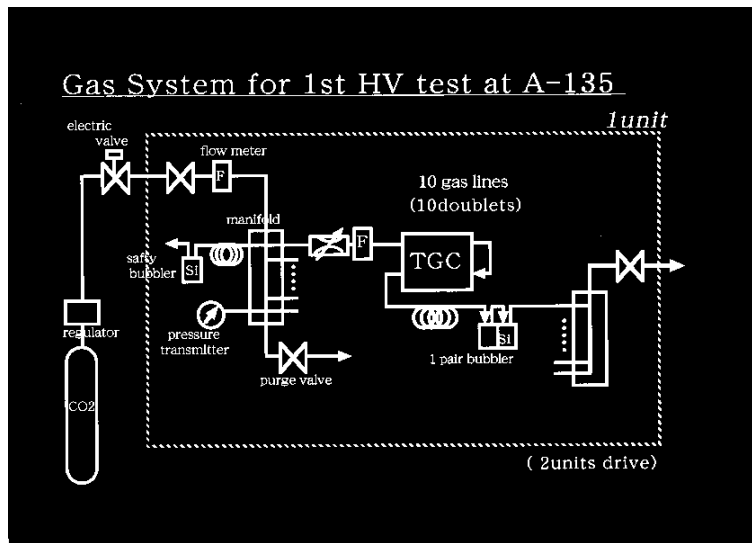 Gas System for 1st HV test at A-135
1unit
electric
valve
flow meter
F
10 gas lines
(10doublets)
manifold
F
TGC
safty
bubbler
Si
regulator
pressure
transmitter
Si
1 pair bubbler
purge valve
CO2
( 2units drive)